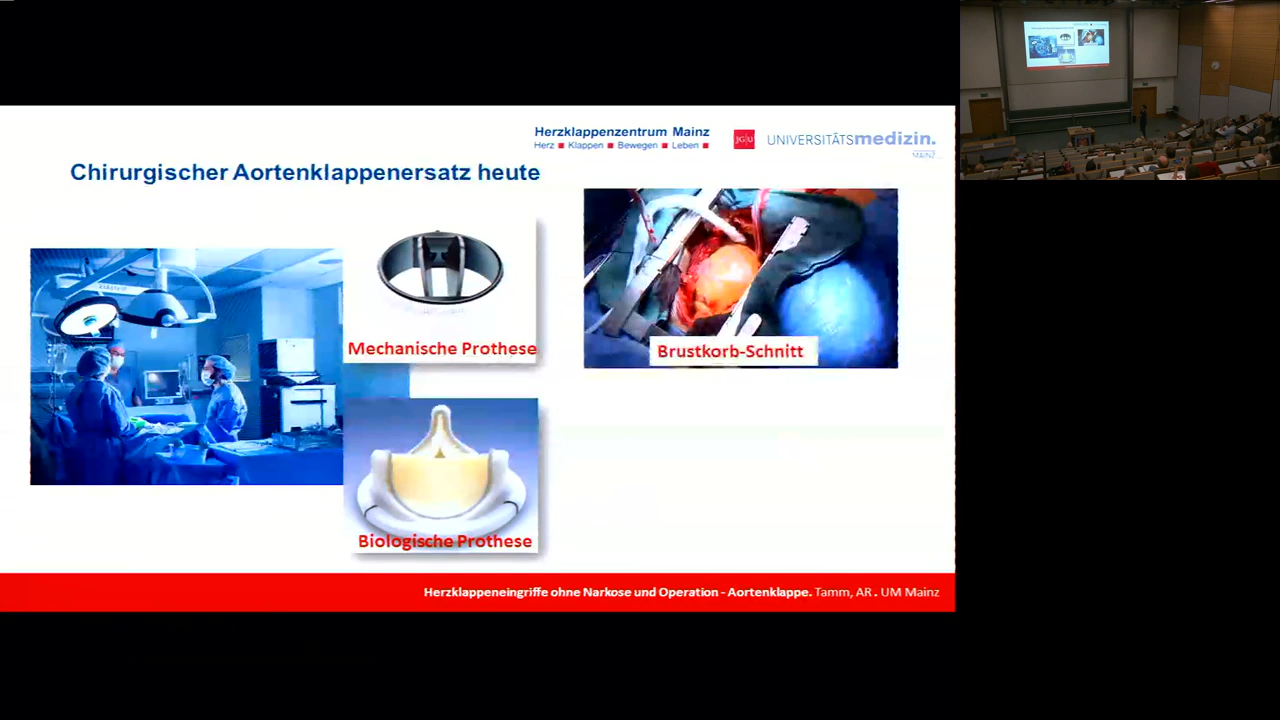 Herzklappenzentrum Mainz
Herz ■ Klappen ■ Bewegen ■ Leben ■
JG|U
UNIVERSITÄTSmedizin.
MAINZ
Chirurgischer Aortenklappenersatz heute
Mechanische Prothese
Brustkorb-Schnitt
Biologische Prothese
Herzklappeneingriffe ohne Narkose und Operation - Aortenklappe. Tamm, AR . UM Mainz